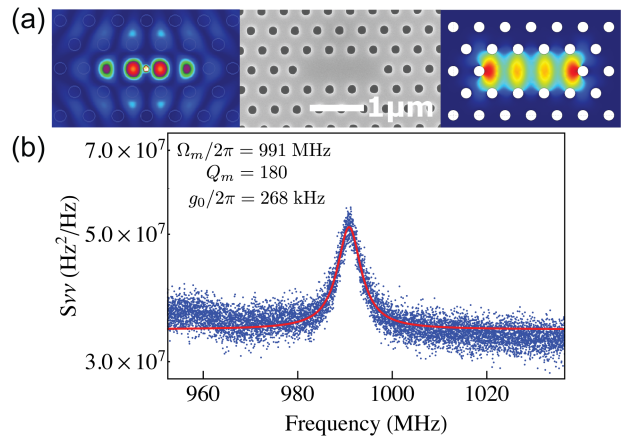 (a)
1μm
(b)
Ω_m/2π = 991 MHz
Q_m = 180
g_0/2π = 268 kHz
7.0 × 10^7
5.0 × 10^7
3.0 × 10^7
Sνν (Hz^2/Hz)
960 980 1000 1020
Frequency (MHz)